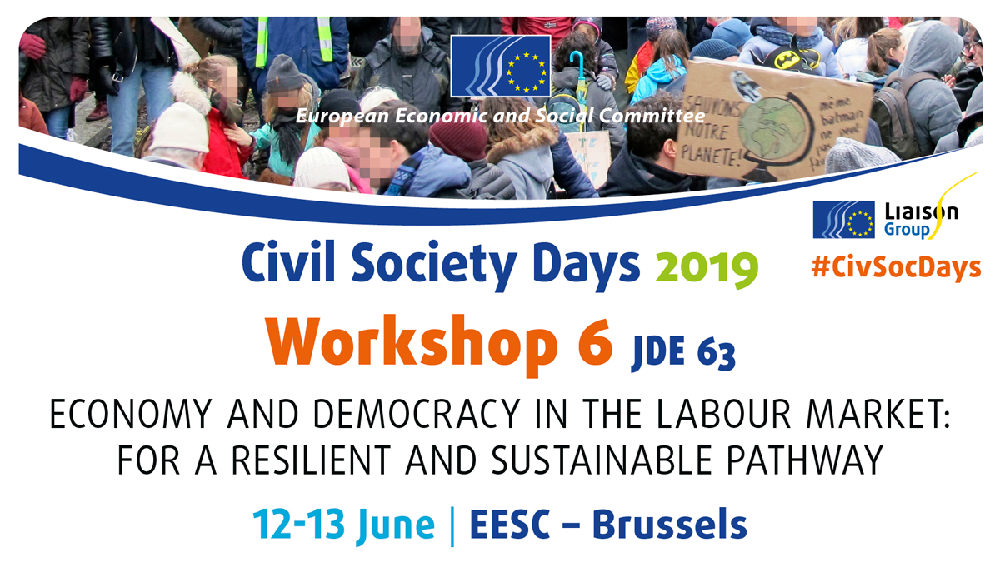 European Economic and Social Committee
SAUVONS
NOTRE
PLANETE!
même
batman
ne peut
pas
Liaison
Group
#CivSocDays
Civil Society Days 2019
Workshop 6 JDE 63
ECONOMY AND DEMOCRACY IN THE LABOUR MARKET:
FOR A RESILIENT AND SUSTAINABLE PATHWAY
12-13 June | EESC – Brussels